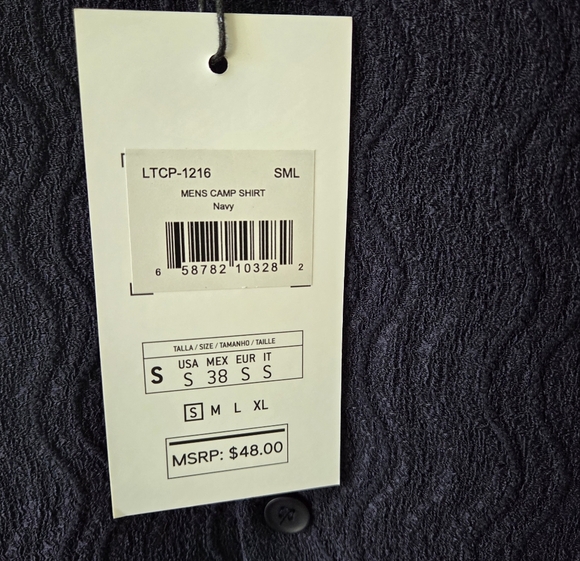 LTCP-1216 SML
MENS CAMP SHIRT
Navy
6 58782 10328 2
TALLA / SIZE / TAMANHO / TAILLE
USA MEX EUR IT
S S 38 S S
S M L XL
MSRP: $48.00